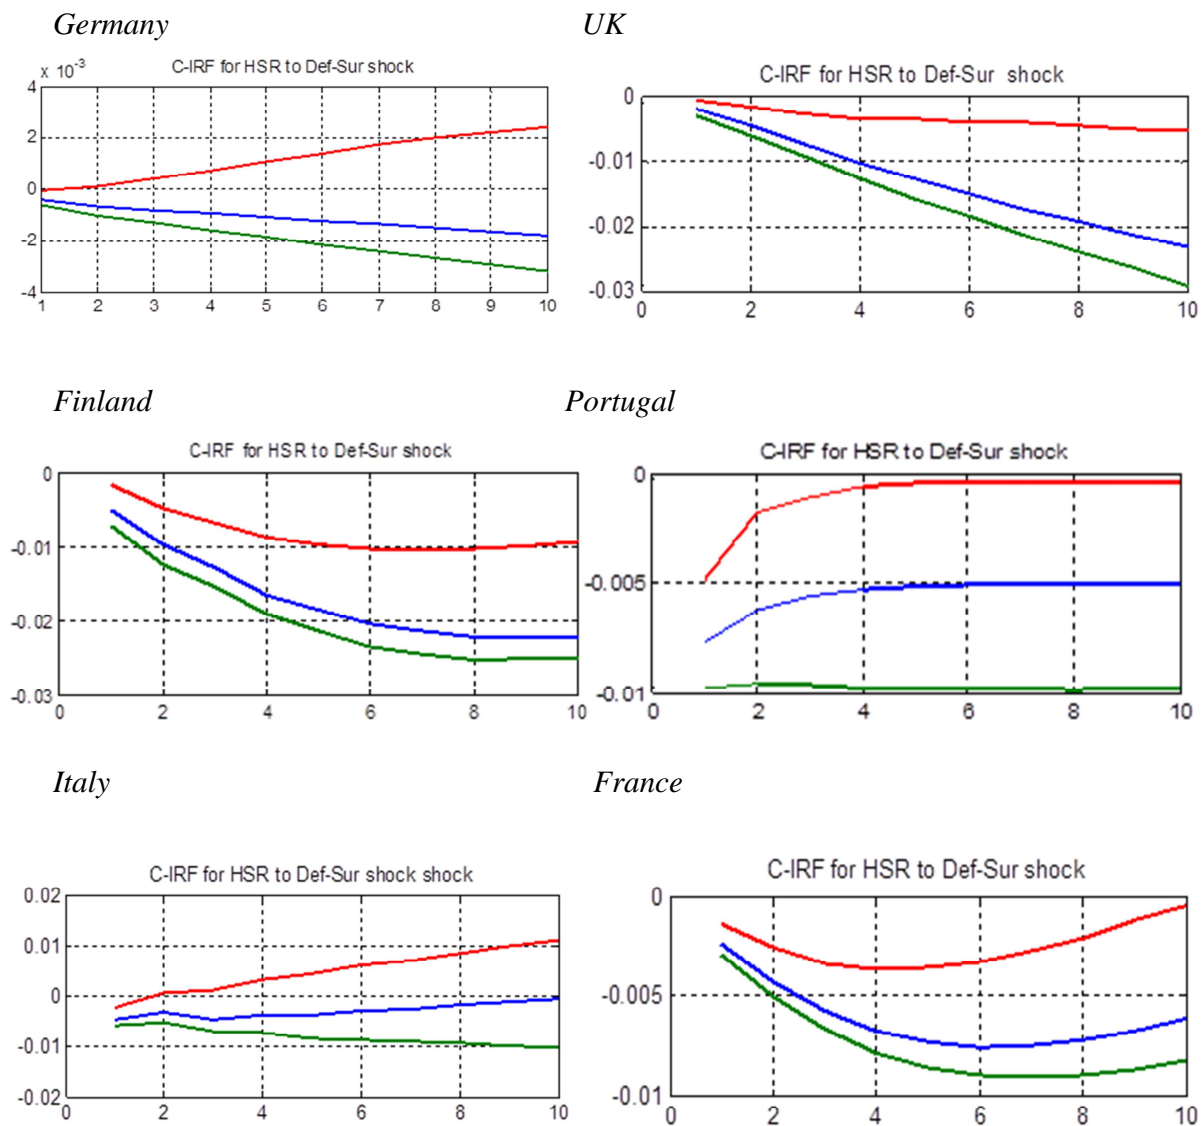 Germany
UK
C-IRF for HSR to Def-Sur shock
x 10^-3
4
2
0
-2
-4
1 2 3 4 5 6 7 8 9 10
C-IRF for HSR to Def-Sur shock
0
-0.01
-0.02
-0.03
0 2 4 6 8 10
Finland
Portugal
C-IRF for HSR to Def-Sur shock
0
-0.01
-0.02
-0.03
0 2 4 6 8 10
C-IRF for HSR to Def-Sur shock
0
-0.005
-0.01
0 2 4 6 8 10
Italy
France
C-IRF for HSR to Def-Sur shock shock
0.02
0.01
0
-0.01
-0.02
0 2 4 6 8 10
C-IRF for HSR to Def-Sur shock
0
-0.005
-0.01
0 2 4 6 8 10